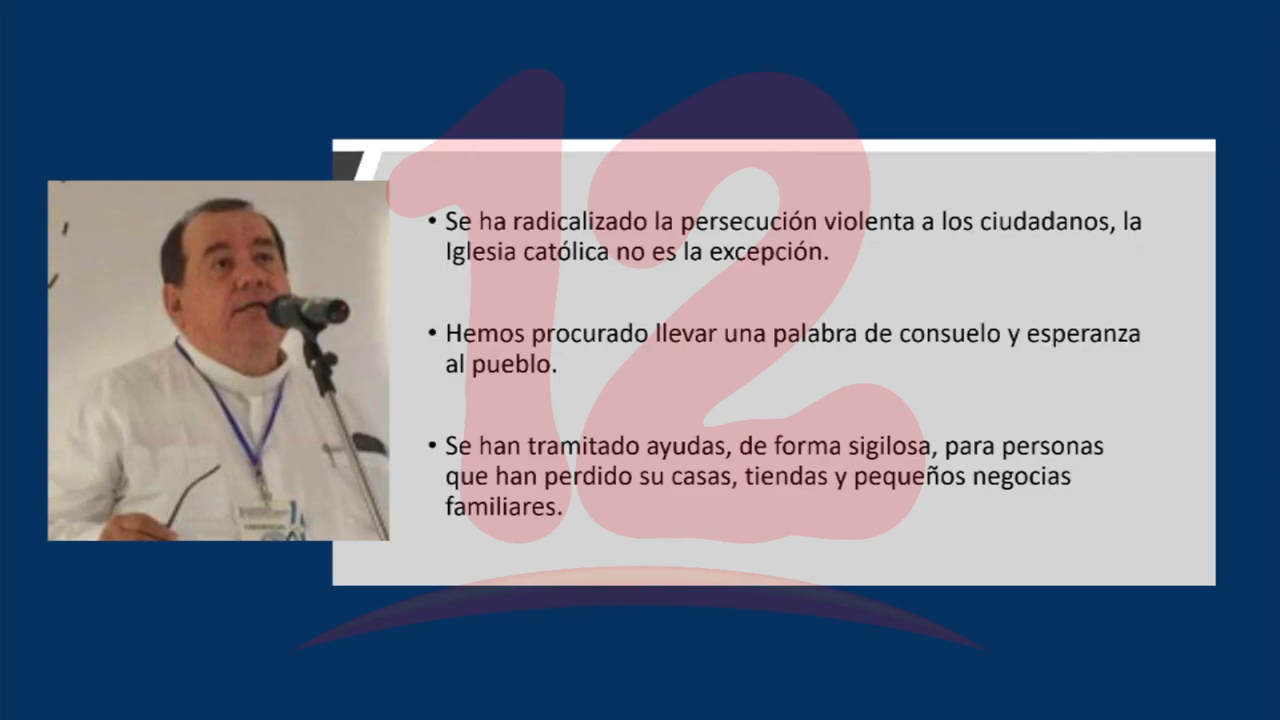 12
• Se ha radicalizado la persecución violenta a los ciudadanos, la
Iglesia católica no es la excepción.
• Hemos procurado llevar una palabra de consuelo y esperanza
al pueblo.
• Se han tramitado ayudas, de forma sigilosa, para personas
que han perdido su casas, tiendas y pequeños negocias
familiares.